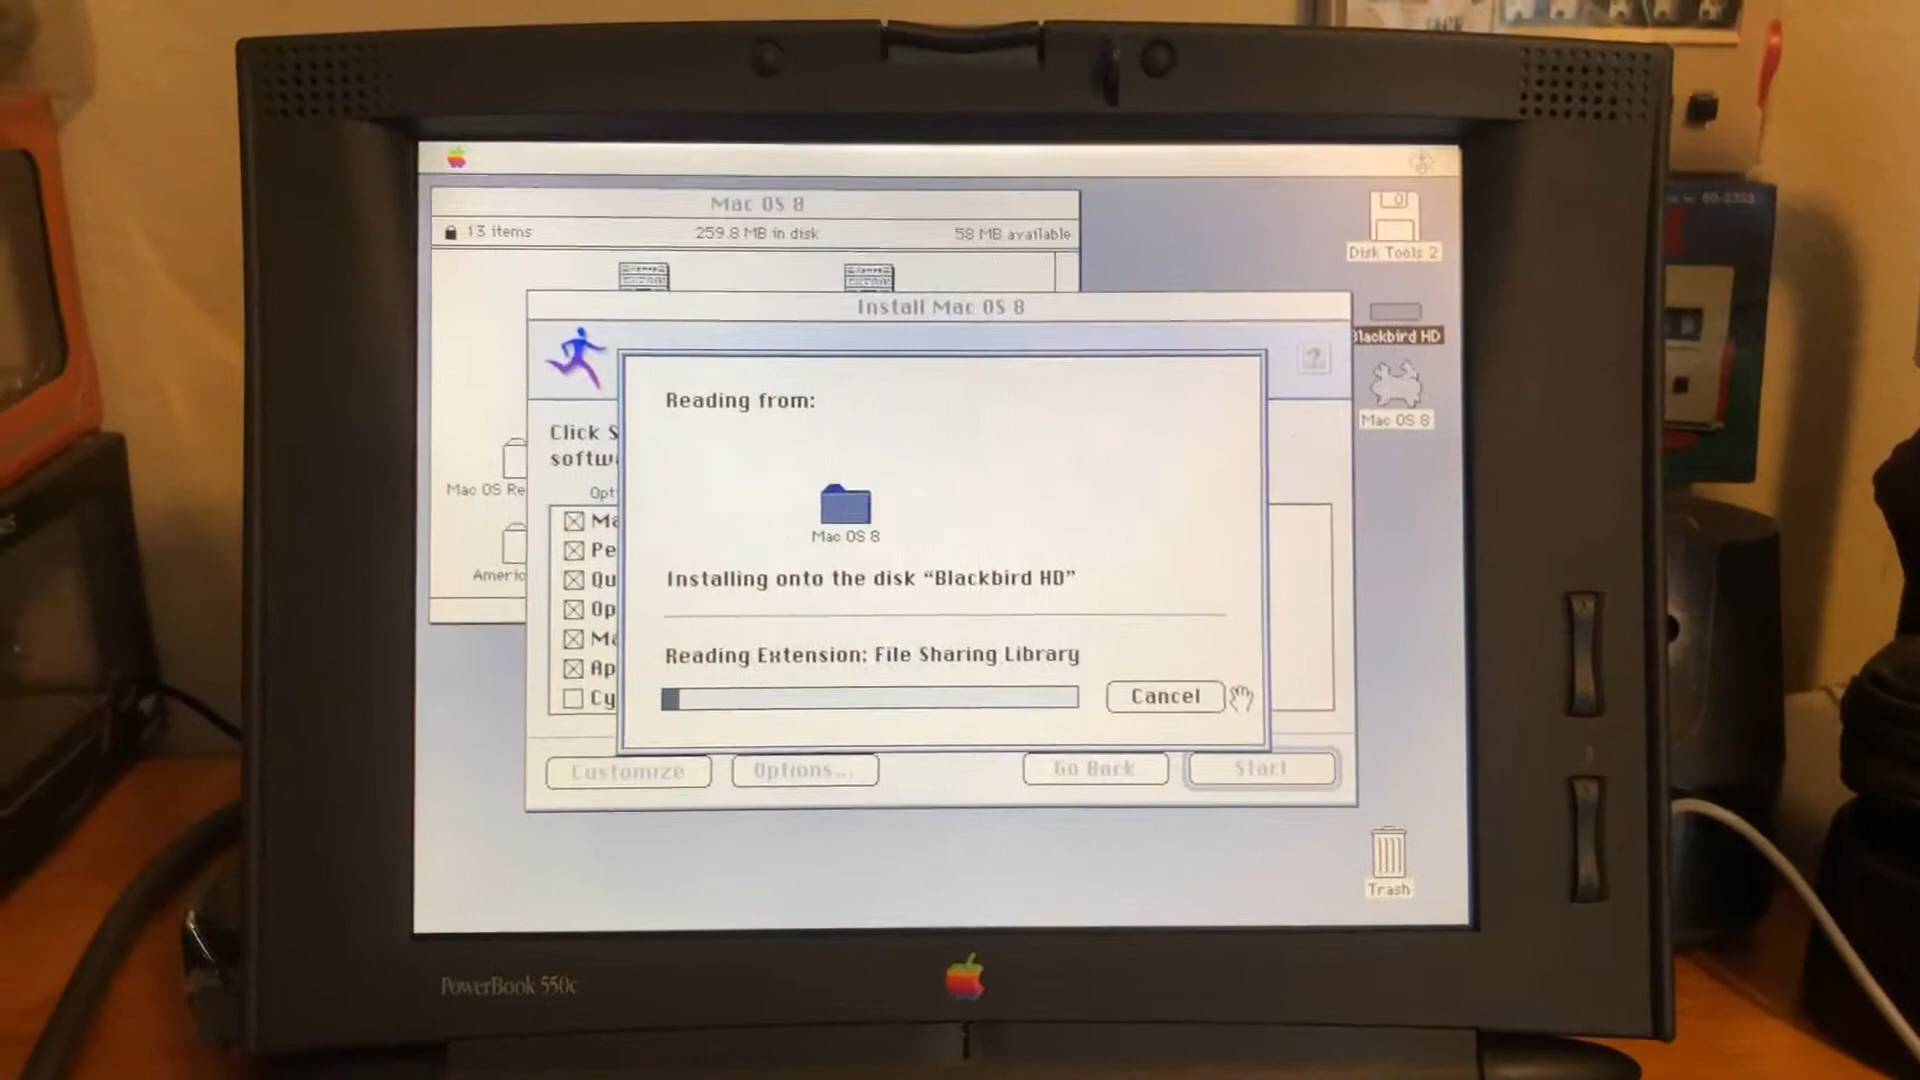 Mac OS 8
13 items 259.8 MB in disk 58 MB available
Disk Tools 2
Install Mac OS 8
Blackbird HD
Reading from:
Mac OS 8
Click S
softw
Mac OS Re
Opt
Mac OS 8
Ma
Pe
Installing onto the disk “Blackbird HD”
Americ
Qu
Op
Ma
Reading Extension: File Sharing Library
Ap
Cy
Cancel
Customize Options... Go Back Start
Trash
PowerBook 550c